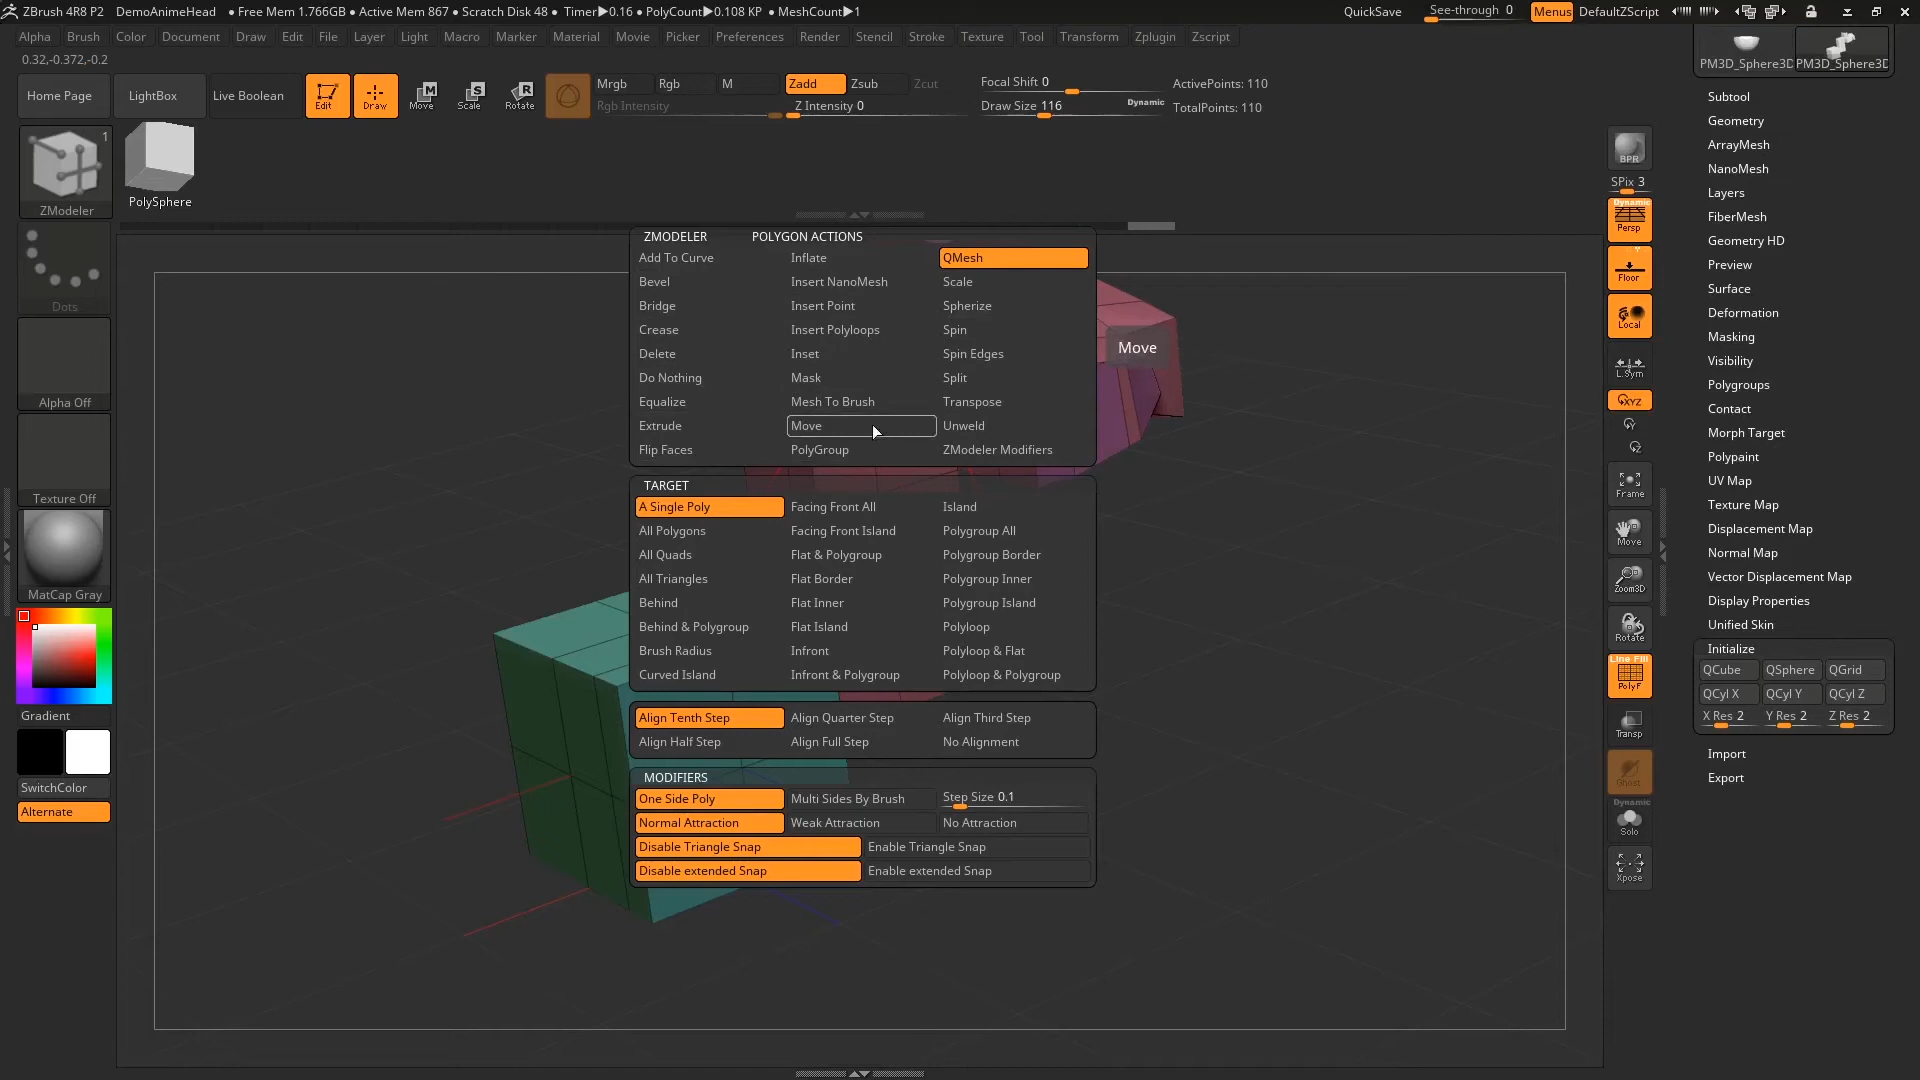 ZBrush 4R8 P2 DemoAnimeHead • Free Mem 1.766GB • Active Mem 867 • Scratch Disk 48 • Timer▶0.16 • PolyCount▶0.108 KP • MeshCount▶1 QuickSave See-through 0 Menus DefaultZScript
Alpha Brush Color Document Draw Edit File Layer Light Macro Marker Material Movie Picker Preferences Render Stencil Stroke Texture Tool Transform Zplugin Zscript
0.32,-0.372,-0.2
Home Page LightBox Live Boolean Edit Draw Move Scale Rotate
M S R
Mrgb Rgb M Zadd Zsub Zcut Focal Shift 0 ActivePoints: 110
Rgb Intensity Z Intensity 0 Draw Size 116 Dynamic TotalPoints: 110
1
ZModeler
PolySphere
Dots
Alpha Off
Texture Off
MatCap Gray
Gradient
SwitchColor
Alternate
ZMODELER POLYGON ACTIONS
Add To Curve Inflate QMesh
Bevel Insert NanoMesh Scale
Bridge Insert Point Spherize
Crease Insert Polyloops Spin
Delete Inset Spin Edges
Do Nothing Mask Split
Equalize Mesh To Brush Transpose
Extrude Move Unweld
Flip Faces PolyGroup ZModeler Modifiers
Move
TARGET
A Single Poly Facing Front All Island
All Polygons Facing Front Island Polygroup All
All Quads Flat & Polygroup Polygroup Border
All Triangles Flat Border Polygroup Inner
Behind Flat Inner Polygroup Island
Behind & Polygroup Flat Island Polyloop
Brush Radius Infront Polyloop & Flat
Curved Island Infront & Polygroup Polyloop & Polygroup
Align Tenth Step Align Quarter Step Align Third Step
Align Half Step Align Full Step No Alignment
MODIFIERS
One Side Poly Multi Sides By Brush Step Size 0.1
Normal Attraction Weak Attraction No Attraction
Disable Triangle Snap Enable Triangle Snap
Disable extended Snap Enable extended Snap
BPR
SPix 3
Dynamic
Persp
Floor
Local
L.Sym
XYZ
Y
Z
Frame
Move
Zoom3D
Rotate
Line Fill
PolyF
Transp
Ghost
Dynamic
Solo
Xpose
PM3D_Sphere3D PM3D_Sphere3D
Subtool
Geometry
ArrayMesh
NanoMesh
Layers
FiberMesh
Geometry HD
Preview
Surface
Deformation
Masking
Visibility
Polygroups
Contact
Morph Target
Polypaint
UV Map
Texture Map
Displacement Map
Normal Map
Vector Displacement Map
Display Properties
Unified Skin
Initialize
QCube QSphere QGrid
QCyl X QCyl Y QCyl Z
X Res 2 Y Res 2 Z Res 2
Import
Export